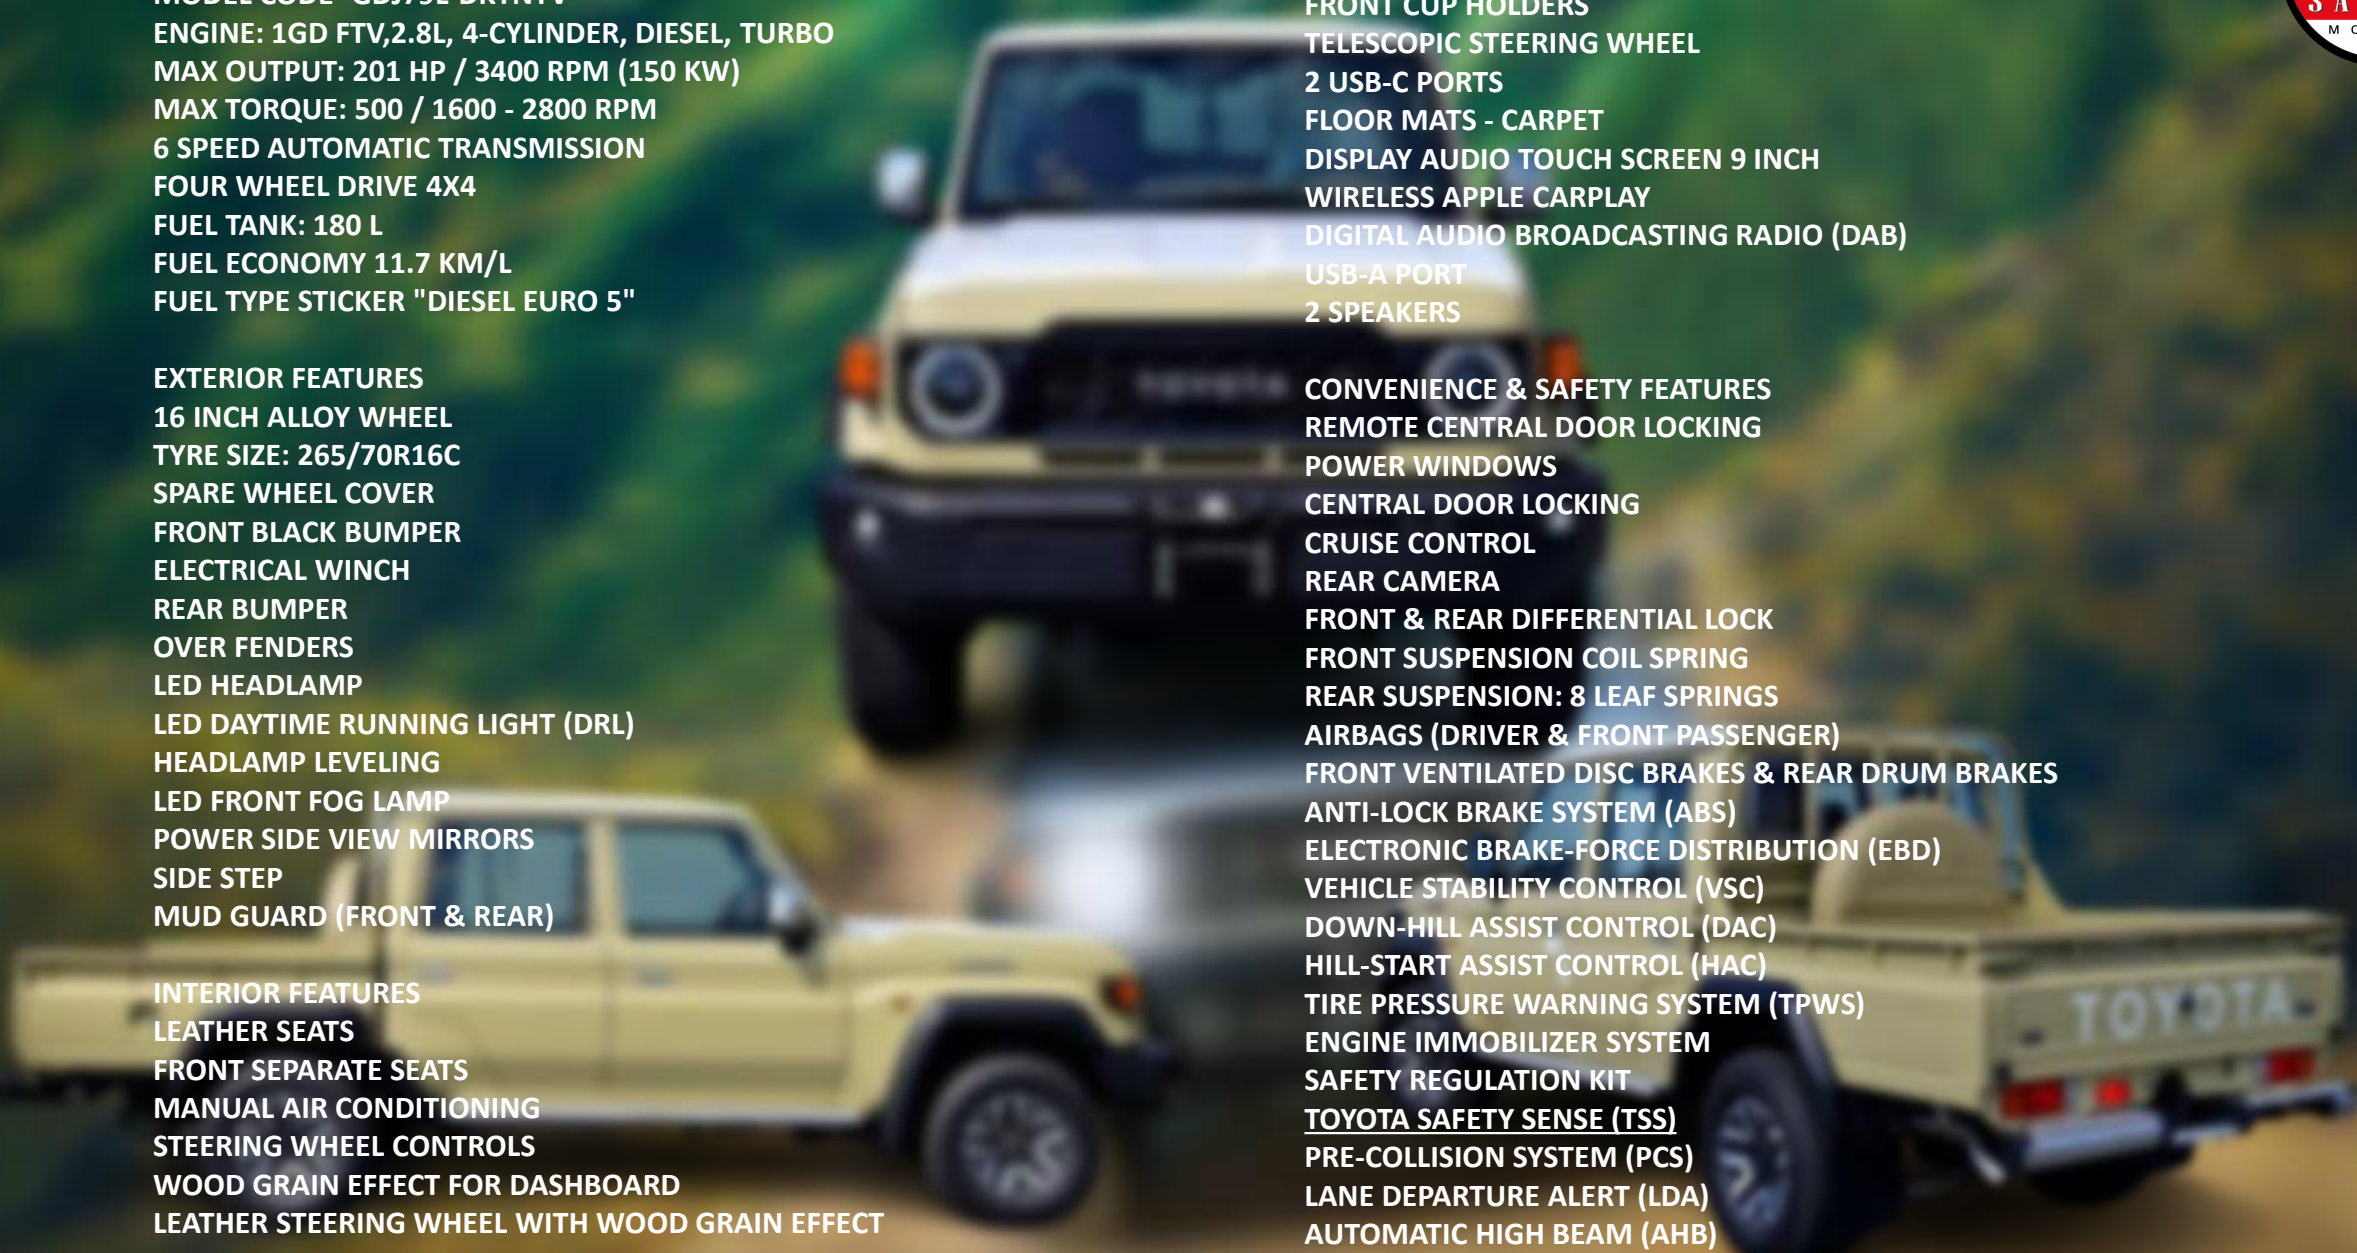 ENGINE: 1GD FTV,2.8L, 4-CYLINDER, DIESEL, TURBO
MAX OUTPUT: 201 HP / 3400 RPM (150 KW)
MAX TORQUE: 500 / 1600 - 2800 RPM
6 SPEED AUTOMATIC TRANSMISSION
FOUR WHEEL DRIVE 4X4
FUEL TANK: 180 L
FUEL ECONOMY 11.7 KM/L
FUEL TYPE STICKER "DIESEL EURO 5"
EXTERIOR FEATURES
16 INCH ALLOY WHEEL
TYRE SIZE: 265/70R16C
SPARE WHEEL COVER
FRONT BLACK BUMPER
ELECTRICAL WINCH
REAR BUMPER
OVER FENDERS
LED HEADLAMP
LED DAYTIME RUNNING LIGHT (DRL)
HEADLAMP LEVELING
LED FRONT FOG LAMP
POWER SIDE VIEW MIRRORS
SIDE STEP
MUD GUARD (FRONT & REAR)
INTERIOR FEATURES
LEATHER SEATS
FRONT SEPARATE SEATS
MANUAL AIR CONDITIONING
STEERING WHEEL CONTROLS
WOOD GRAIN EFFECT FOR DASHBOARD
LEATHER STEERING WHEEL WITH WOOD GRAIN EFFECT
FRONT CUP HOLDERS
TELESCOPIC STEERING WHEEL
2 USB-C PORTS
FLOOR MATS - CARPET
DISPLAY AUDIO TOUCH SCREEN 9 INCH
WIRELESS APPLE CARPLAY
DIGITAL AUDIO BROADCASTING RADIO (DAB)
USB-A PORT
2 SPEAKERS
CONVENIENCE & SAFETY FEATURES
REMOTE CENTRAL DOOR LOCKING
POWER WINDOWS
CENTRAL DOOR LOCKING
CRUISE CONTROL
REAR CAMERA
FRONT & REAR DIFFERENTIAL LOCK
FRONT SUSPENSION COIL SPRING
REAR SUSPENSION: 8 LEAF SPRINGS
AIRBAGS (DRIVER & FRONT PASSENGER)
FRONT VENTILATED DISC BRAKES & REAR DRUM BRAKES
ANTI-LOCK BRAKE SYSTEM (ABS)
ELECTRONIC BRAKE-FORCE DISTRIBUTION (EBD)
VEHICLE STABILITY CONTROL (VSC)
DOWN-HILL ASSIST CONTROL (DAC)
HILL-START ASSIST CONTROL (HAC)
TIRE PRESSURE WARNING SYSTEM (TPWS)
ENGINE IMMOBILIZER SYSTEM
SAFETY REGULATION KIT
TOYOTA SAFETY SENSE (TSS)
PRE-COLLISION SYSTEM (PCS)
LANE DEPARTURE ALERT (LDA)
AUTOMATIC HIGH BEAM (AHB)
TOYOTA
TOYOTA